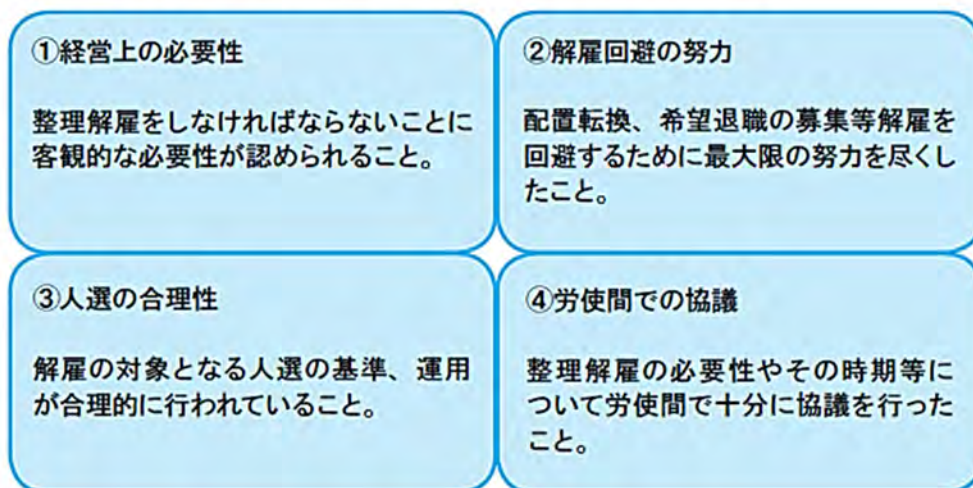 ①経営上の必要性
整理解雇をしなければならないことに
客観的な必要性が認められること。
②解雇回避の努力
配置転換、希望退職の募集等解雇を
回避するために最大限の努力を尽くし
たこと。
③人選の合理性
解雇の対象となる人選の基準、運用
が合理的に行われていること。
④労使間での協議
整理解雇の必要性やその時期等に
ついて労使間で十分に協議を行った
こと。